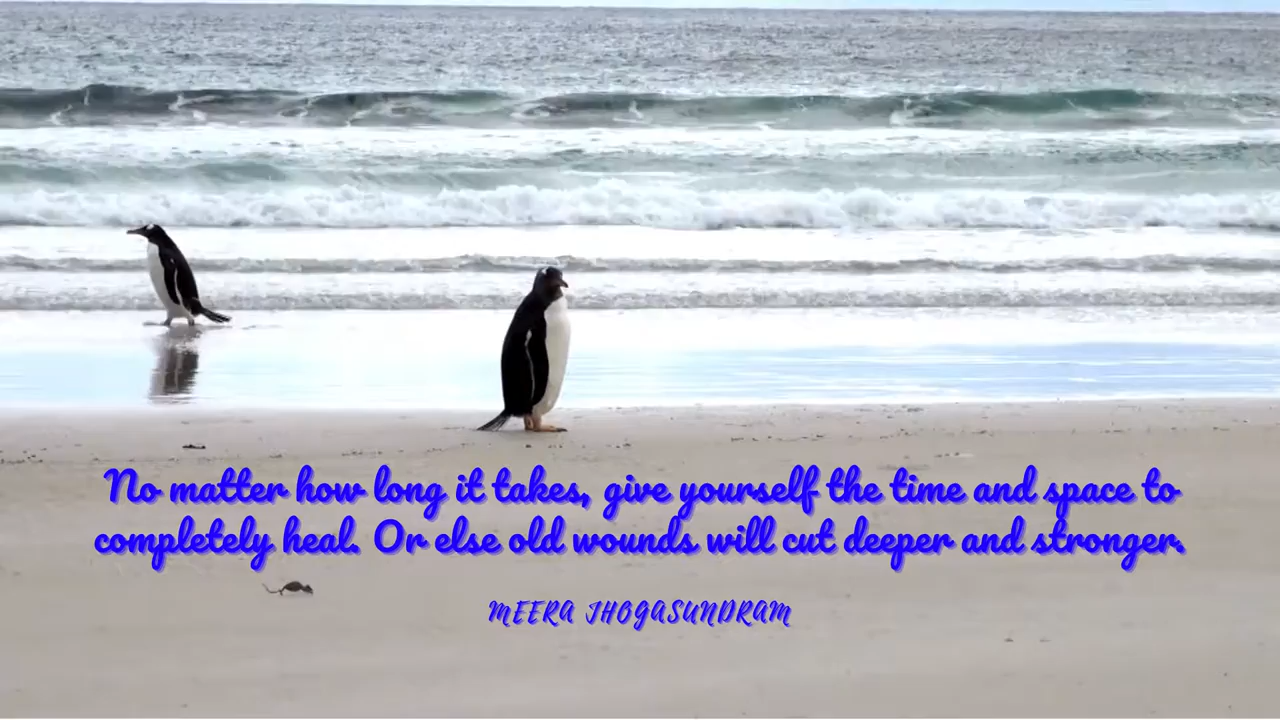 No matter how long it takes, give yourself the time and space to
completely heal. Or else old wounds will cut deeper and stronger.
MEERA JHOGASUNDRAM